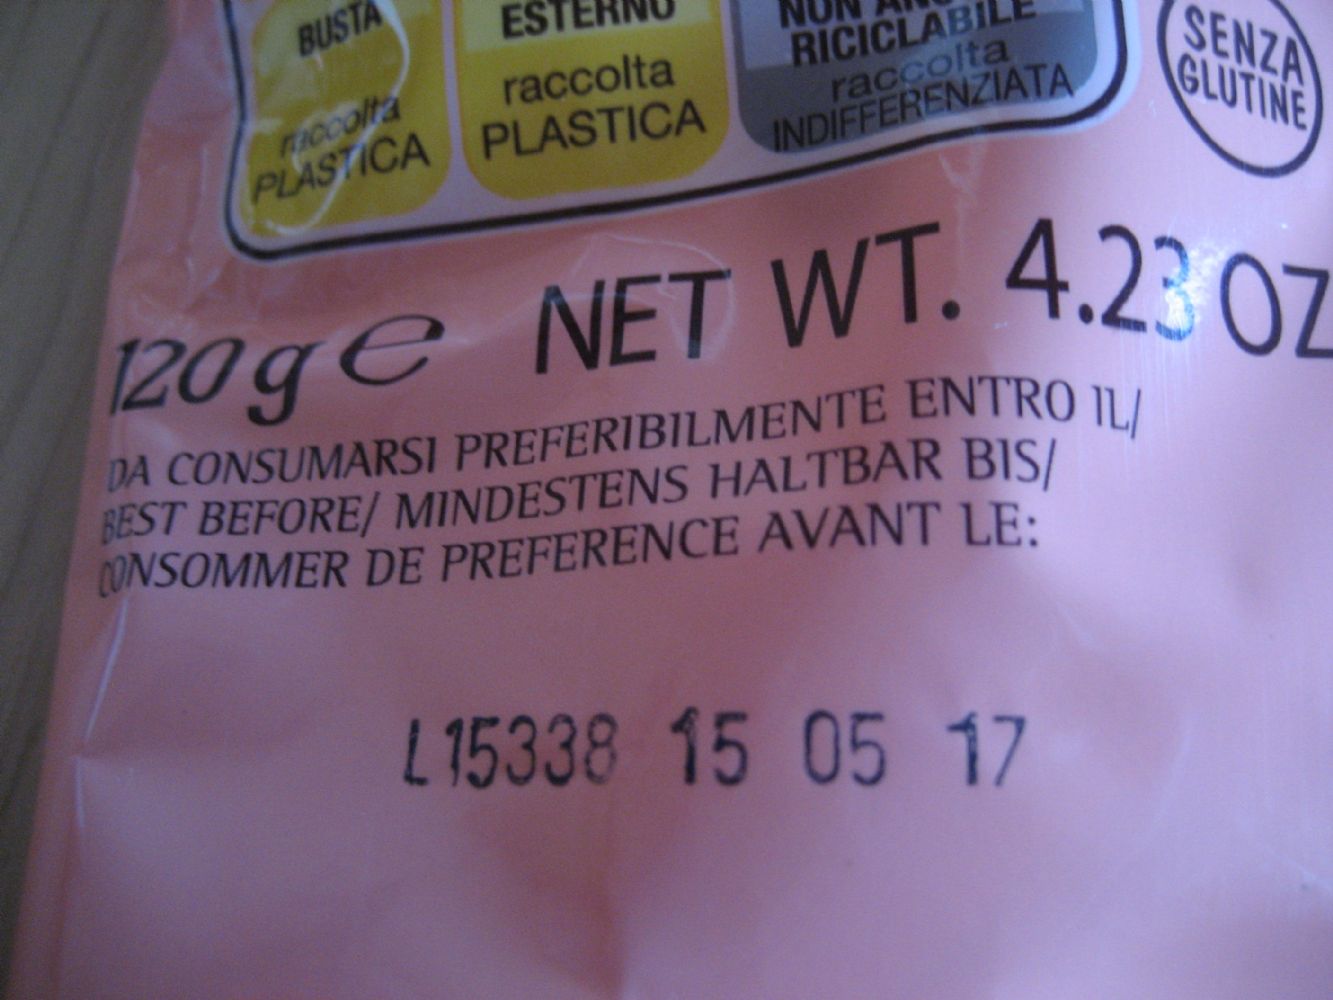 BUSTA
raccolta
PLASTICA
ESTERNO
raccolta
PLASTICA
NON
RICICLABILE
raccolta
INDIFFERENZIATA
SENZA
GLUTINE
120 g e NET WT. 4.23 OZ
DA CONSUMARSI PREFERIBILMENTE ENTRO IL/
BEST BEFORE/ MINDESTENS HALTBAR BIS/
CONSOMMER DE PREFERENCE AVANT LE:
L15338 15 05 17